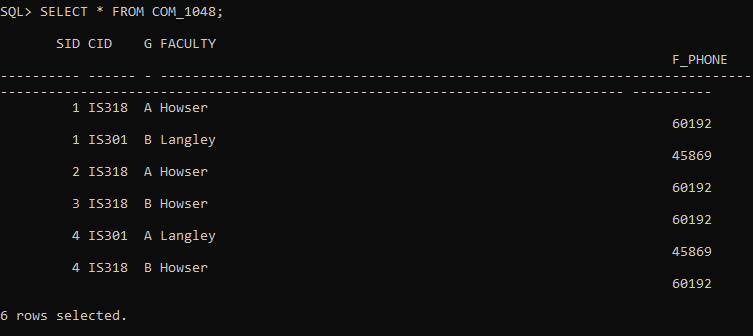 SQL> SELECT * FROM COM_1048;
       SID CID    G FACULTY
                                                                                    F_PHONE
---------- ------ - --------------------------------------------------------------------------
------------------------------------------------------------------------------ ----------
         1 IS318  A Howser
                                                                                    60192
         1 IS301  B Langley
                                                                                    45869
         2 IS318  A Howser
                                                                                    60192
         3 IS318  B Howser
                                                                                    60192
         4 IS301  A Langley
                                                                                    45869
         4 IS318  B Howser
                                                                                    60192
6 rows selected.